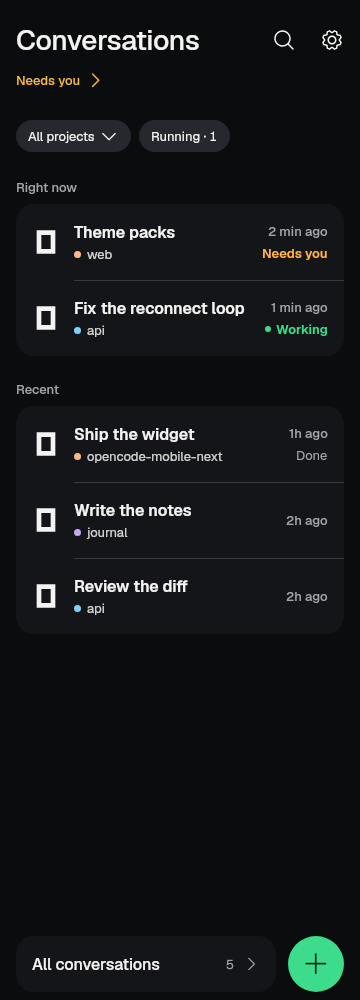 Conversations
Needs you
All projects
Running · 1
Right now
Theme packs
2 min ago
web
Needs you
Fix the reconnect loop
1 min ago
api
Working
Recent
Ship the widget
1h ago
opencode-mobile-next
Done
Write the notes
2h ago
journal
Review the diff
2h ago
api
All conversations
5